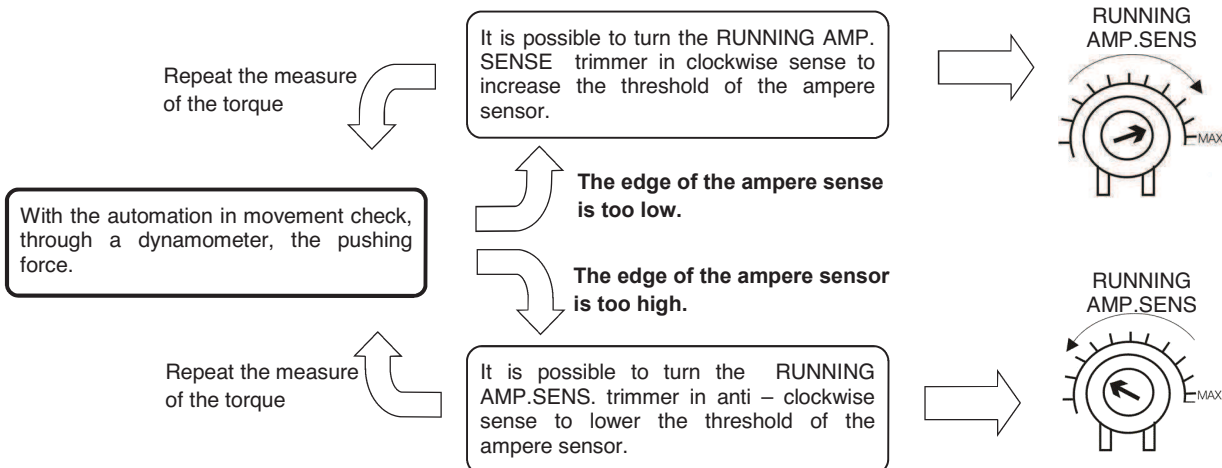 Repeat the measure
of the torque
It is possible to turn the RUNNING AMP.
SENSE trimmer in clockwise sense to
increase the threshold of the ampere
sensor.
RUNNING
AMP.SENS
MAX
With the automation in movement check,
through a dynamometer, the pushing
force.
The edge of the ampere sense
is too low.
The edge of the ampere sensor
is too high.
Repeat the measure
of the torque
It is possible to turn the RUNNING
AMP.SENS. trimmer in anti – clockwise
sense to lower the threshold of the
ampere sensor.
RUNNING
AMP.SENS
MAX